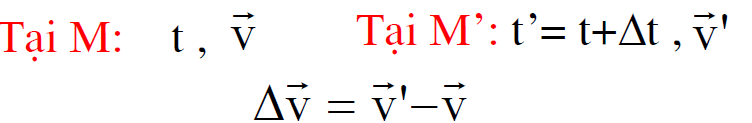 Tại M: t , v⃗ Tại M’: t’= t+Δt , v⃗'
Δv⃗ = v⃗'−v⃗